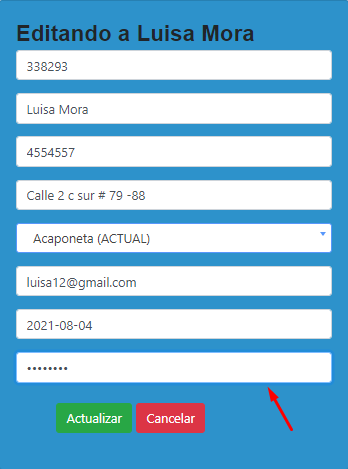 Editando a Luisa Mora
338293
Luisa Mora
4554557
Calle 2 c sur # 79 -88
Acaponeta (ACTUAL)
luisa12@gmail.com
2021-08-04
••••••••
Actualizar Cancelar